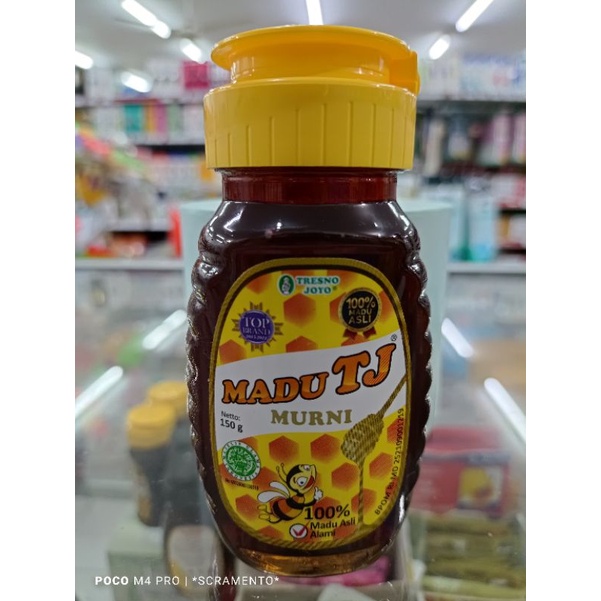 TRESNO
JOYO®
100%
MADU
ASLI
TOP
BRAND
MADU TJ®
MURNI
Netto:
150 g
100%
Madu Asli
Alami
POCO M4 PRO | *SCRAMENTO*